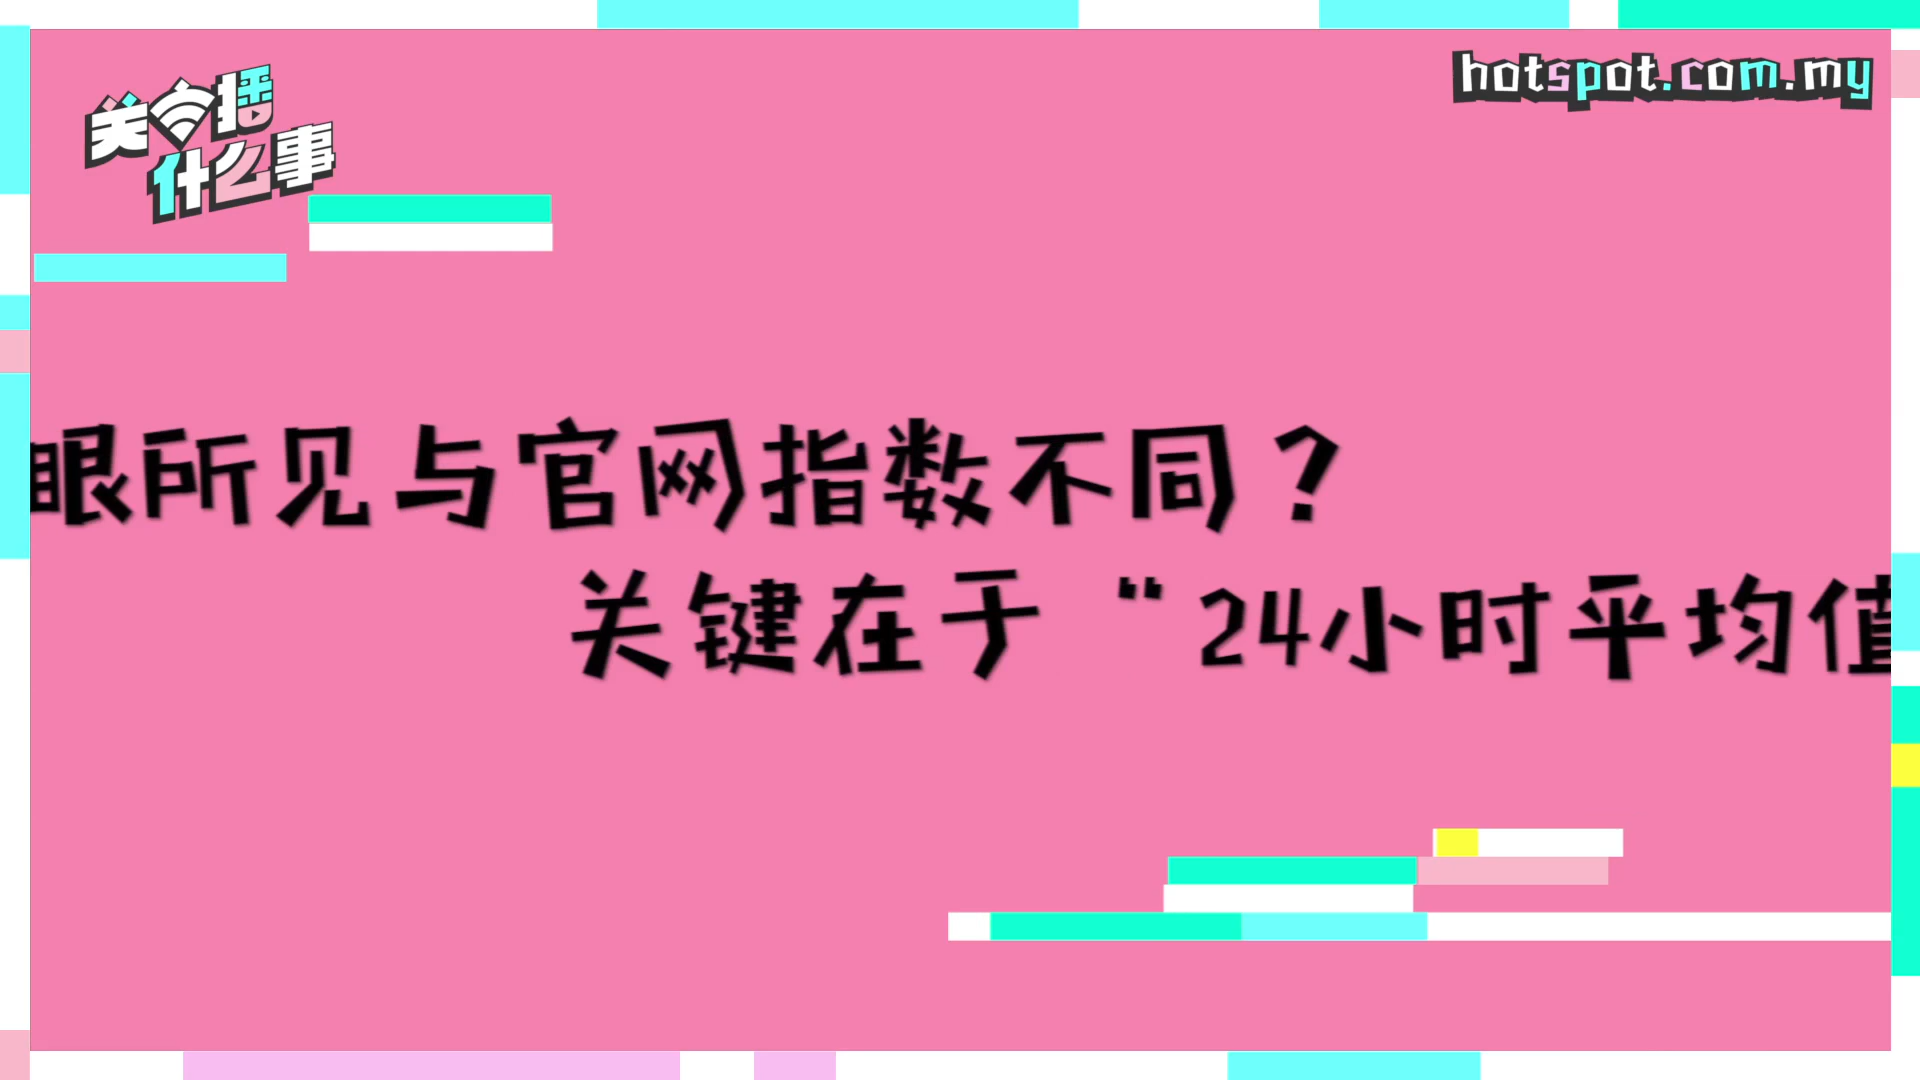 关令播
什么事
hotspot.com.my
眼所见与官网指数不同？
关键在于“24小时平均值